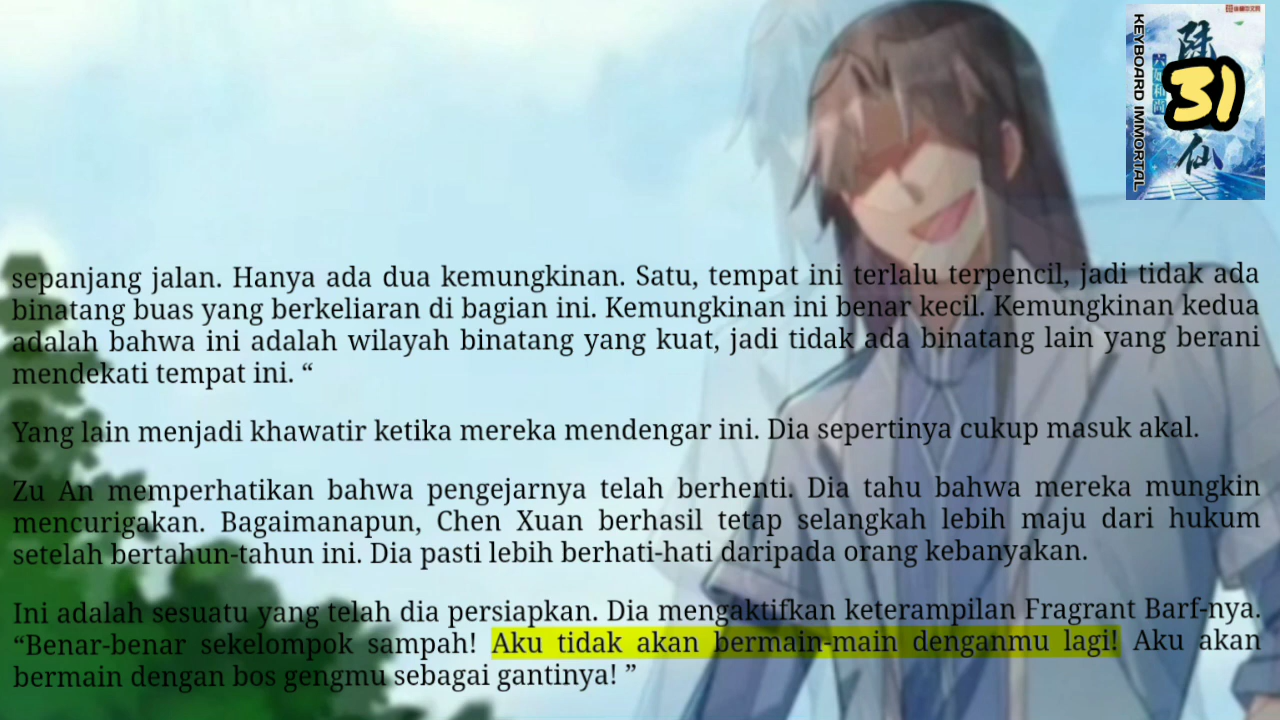 KEYBOARD IMMORTAL
陆
31
仙
sepanjang jalan. Hanya ada dua kemungkinan. Satu, tempat ini terlalu terpencil, jadi tidak ada
binatang buas yang berkeliaran di bagian ini. Kemungkinan ini benar kecil. Kemungkinan kedua
adalah bahwa ini adalah wilayah binatang yang kuat, jadi tidak ada binatang lain yang berani
mendekati tempat ini. “
Yang lain menjadi khawatir ketika mereka mendengar ini. Dia sepertinya cukup masuk akal.
Zu An memperhatikan bahwa pengejarnya telah berhenti. Dia tahu bahwa mereka mungkin
mencurigakan. Bagaimanapun, Chen Xuan berhasil tetap selangkah lebih maju dari hukum
setelah bertahun-tahun ini. Dia pasti lebih berhati-hati daripada orang kebanyakan.
Ini adalah sesuatu yang telah dia persiapkan. Dia mengaktifkan keterampilan Fragrant Barf-nya.
“Benar-benar sekelompok sampah! Aku tidak akan bermain-main denganmu lagi! Aku akan
bermain dengan bos gengmu sebagai gantinya! ”